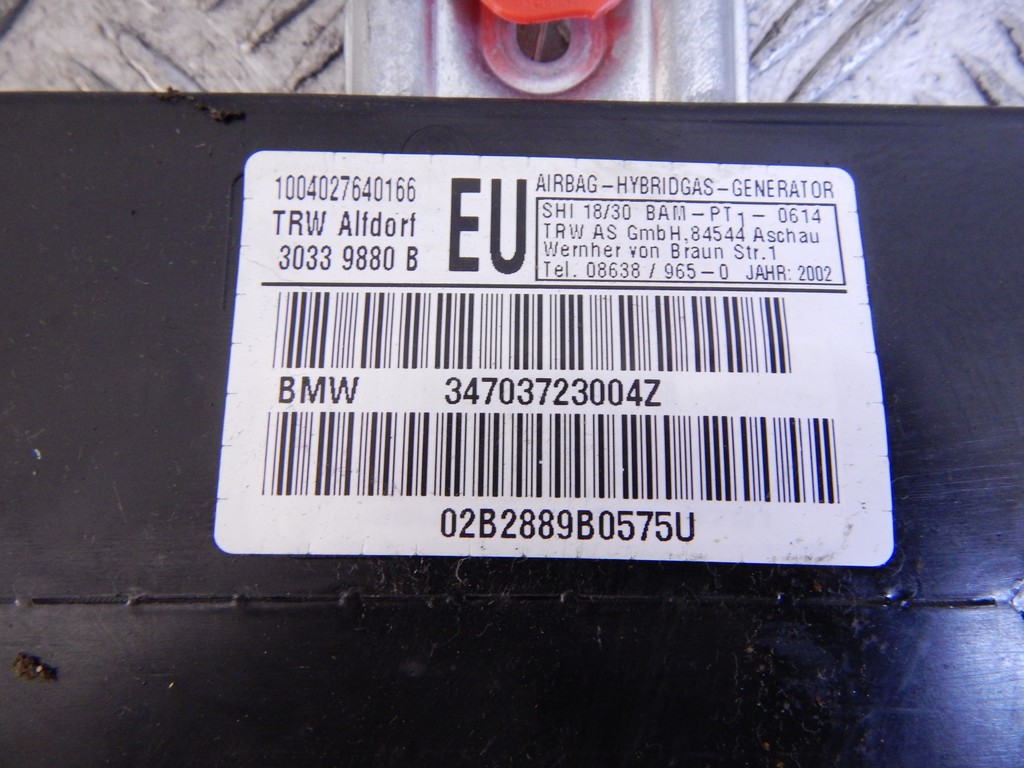 1004027640166
TRW Alfdorf
3033 9880 B
EU
AIRBAG-HYBRIDGAS-GENERATOR
SHI 18/30 BAM-PT1-0614
TRW AS GmbH,84544 Aschau
Wernher von Braun Str.1
Tel. 08638 / 965-0 JAHR: 2002
BMW 34703723004Z
02B2889B0575U